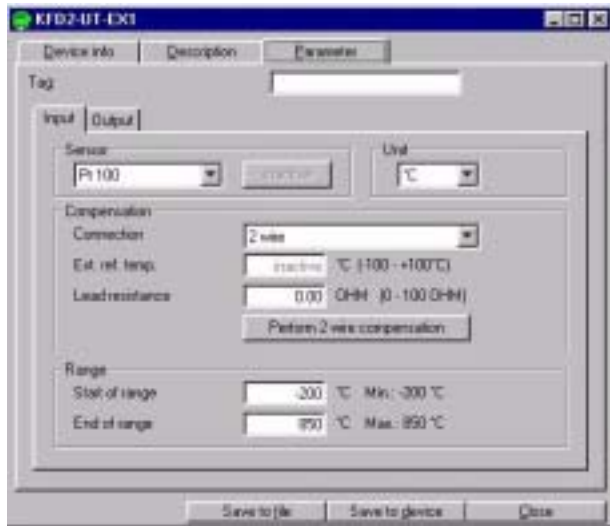 KFD2-UT-EX1
Device info Description Parameter
Tag:
Input Output
Sensor Unit
Pt 100 °C
Compensation
Connection 2 wire
Ext. ref. temp. inactive °C (-100 - +100°C)
Lead resistance 0.00 OHM (0 - 100 OHM)
Perform 2 wire compensation
Range
Start of range -200 °C Min.: -200 °C
End of range 850 °C Max.: 850 °C
Save to file Save to device Close